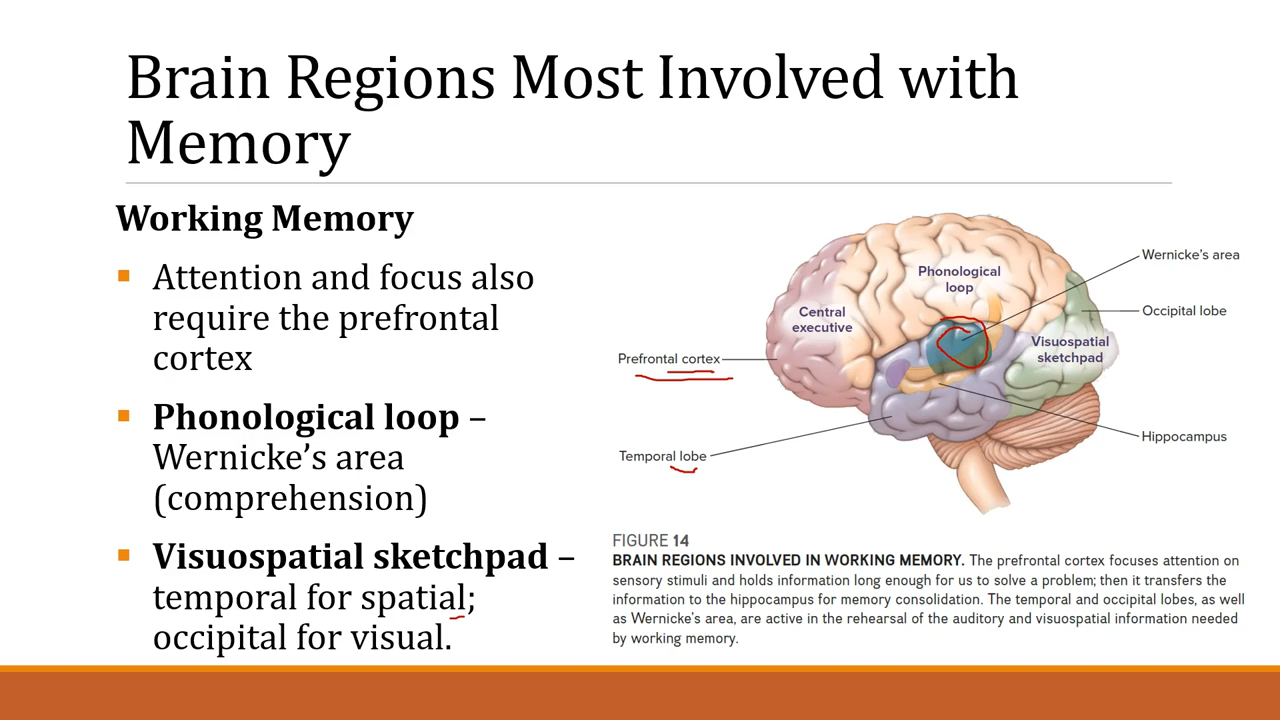 Brain Regions Most Involved with
Memory
Working Memory
Attention and focus also
require the prefrontal
cortex
Phonological loop –
Wernicke’s area
(comprehension)
Visuospatial sketchpad –
temporal for spatial;
occipital for visual.
Wernicke’s area
Phonological
loop
Occipital lobe
Central
executive
Visuospatial
sketchpad
Prefrontal cortex
Hippocampus
Temporal lobe
FIGURE 14
BRAIN REGIONS INVOLVED IN WORKING MEMORY. The prefrontal cortex focuses attention on
sensory stimuli and holds information long enough for us to solve a problem; then it transfers the
information to the hippocampus for memory consolidation. The temporal and occipital lobes, as well
as Wernicke’s area, are active in the rehearsal of the auditory and visuospatial information needed
by working memory.